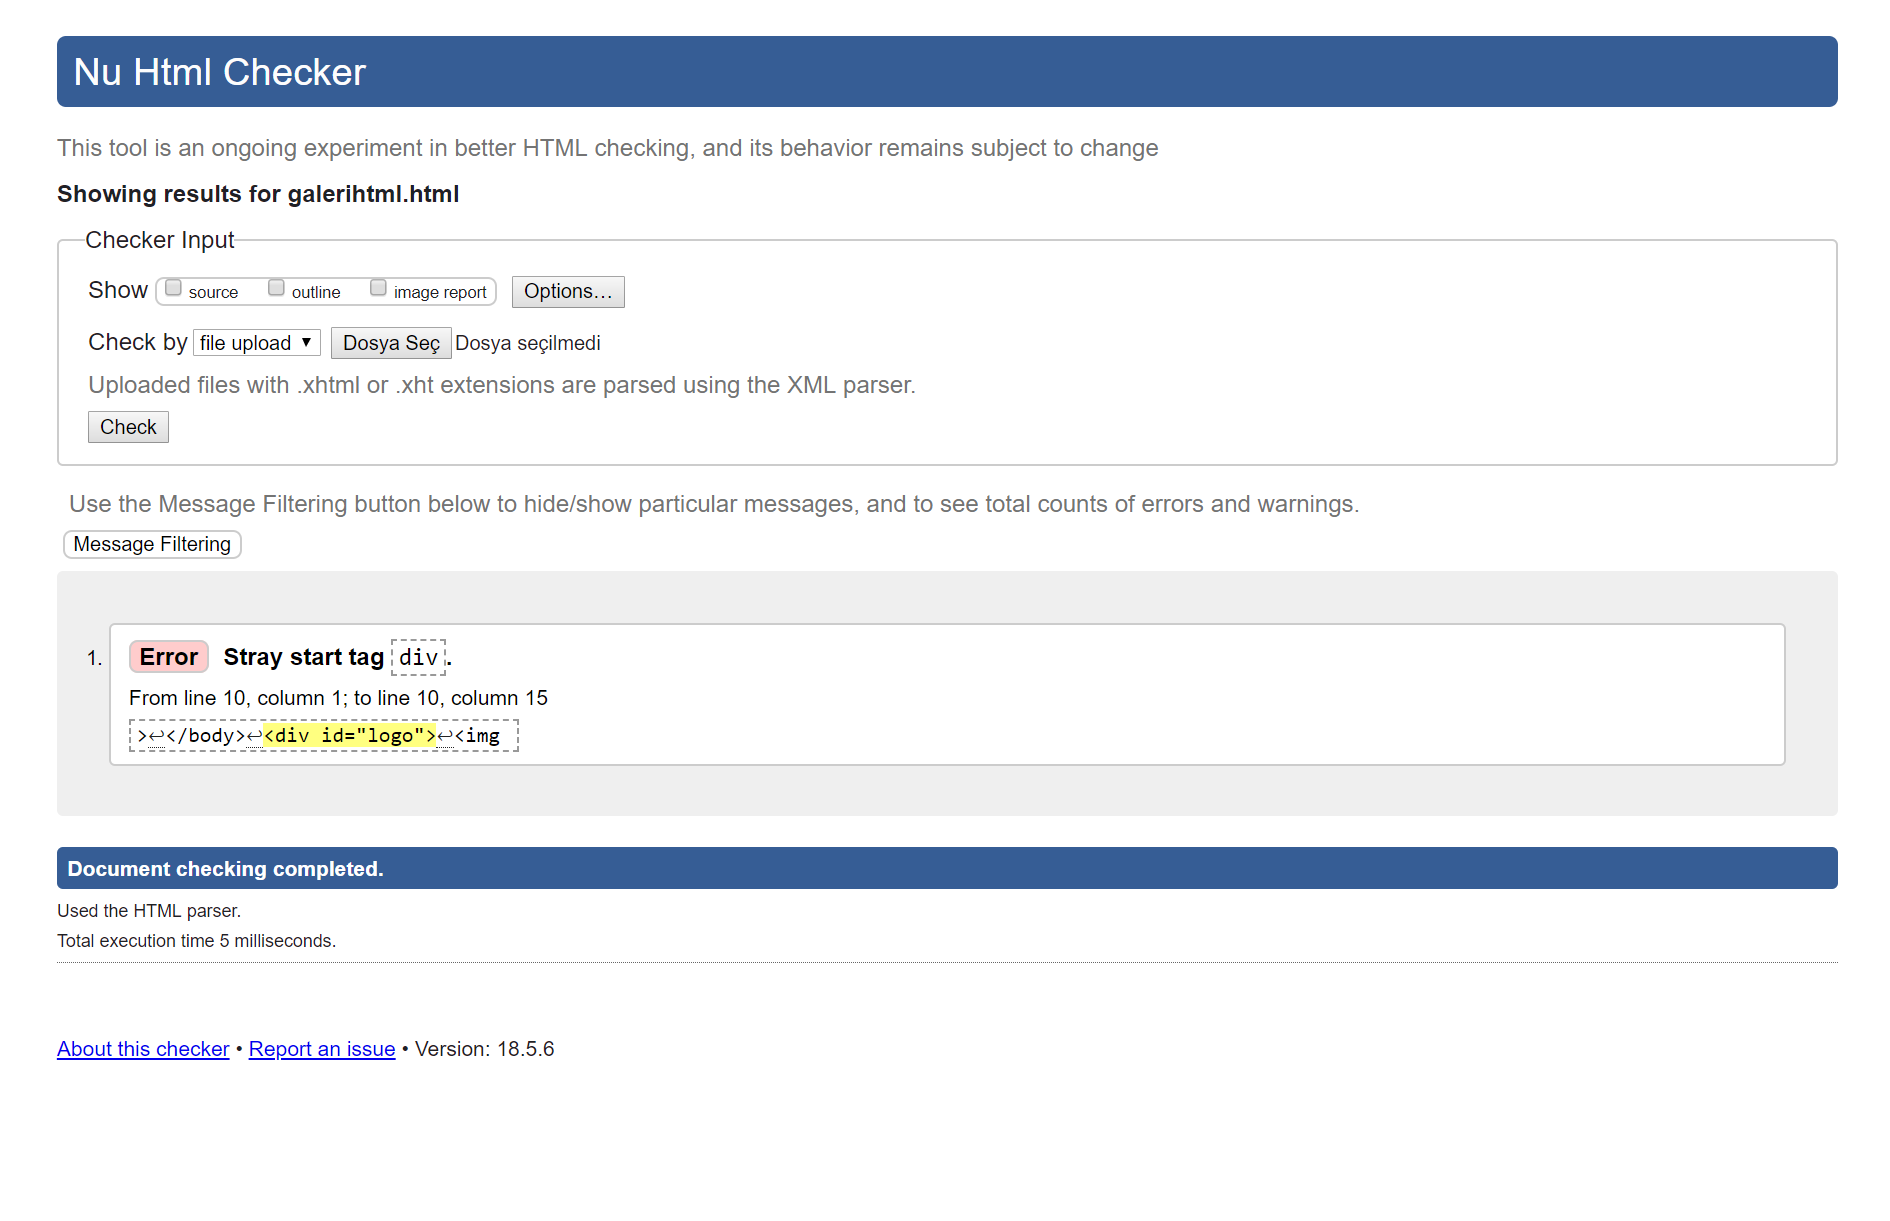 Nu Html Checker
This tool is an ongoing experiment in better HTML checking, and its behavior remains subject to change
Showing results for galerihtml.html
Checker Input
Show source outline image report Options...
Check by file upload ▼ Dosya Seç Dosya seçilmedi
Uploaded files with .xhtml or .xht extensions are parsed using the XML parser.
Check
Use the Message Filtering button below to hide/show particular messages, and to see total counts of errors and warnings.
Message Filtering
1. Error Stray start tag div.
From line 10, column 1; to line 10, column 15
>↩</body>↩<div id="logo">↩<img
Document checking completed.
Used the HTML parser.
Total execution time 5 milliseconds.
About this checker • Report an issue • Version: 18.5.6